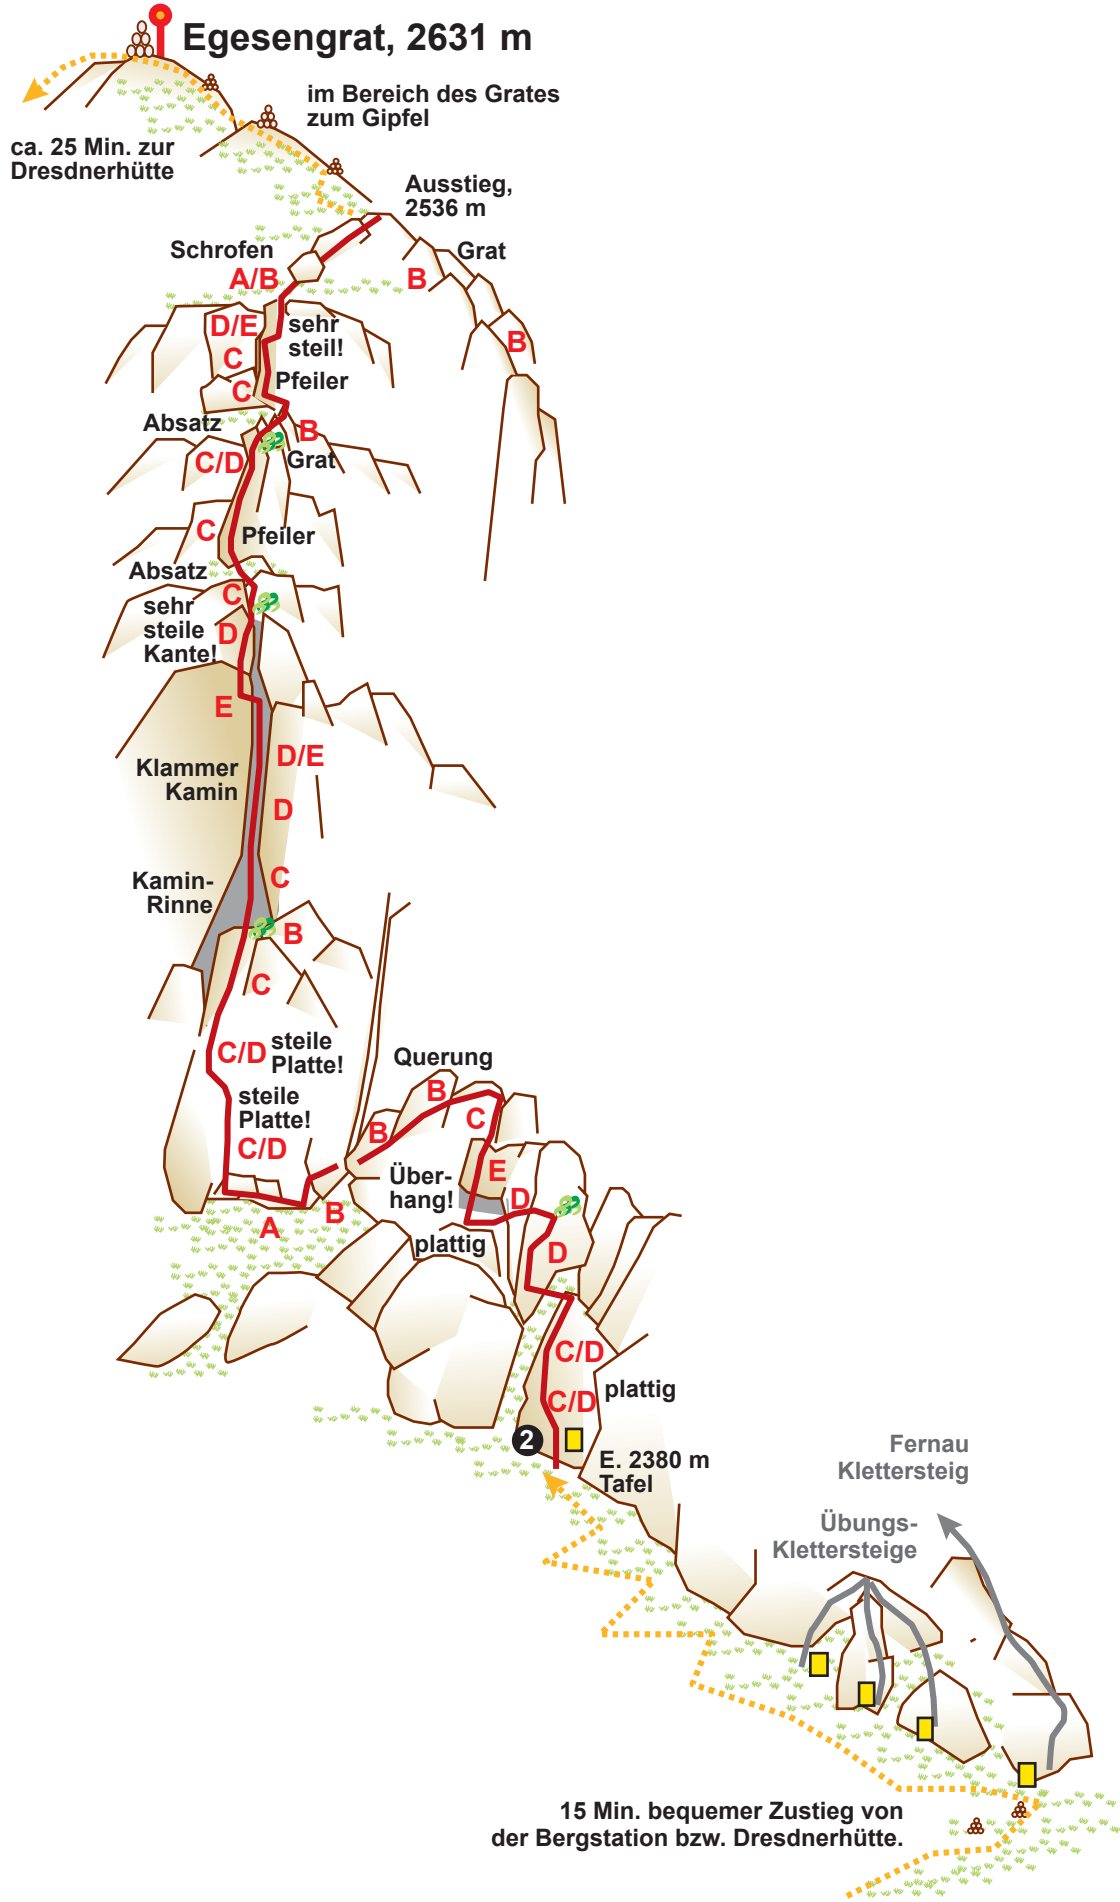 Egesengrat, 2631 m
im Bereich des Grates
zum Gipfel
ca. 25 Min. zur
Dresdnerhütte
Ausstieg,
2536 m
Schrofen
Grat
A/B
B
D/E
sehr
steil!
B
C
Pfeiler
C
Absatz
B
C/D
Grat
C
Pfeiler
Absatz
C
sehr
steile
Kante!
D
E
D/E
Klammer
Kamin
D
C
Kamin-
Rinne
B
C
C/D
steile
Platte!
Querung
steile
Platte!
B
C
B
C/D
Über-
hang!
E
D
A
B
plattig
D
C/D
plattig
C/D
2
E. 2380 m
Tafel
Fernau
Klettersteig
Übungs-
Klettersteige
15 Min. bequemer Zustieg von
der Bergstation bzw. Dresdnerhütte.